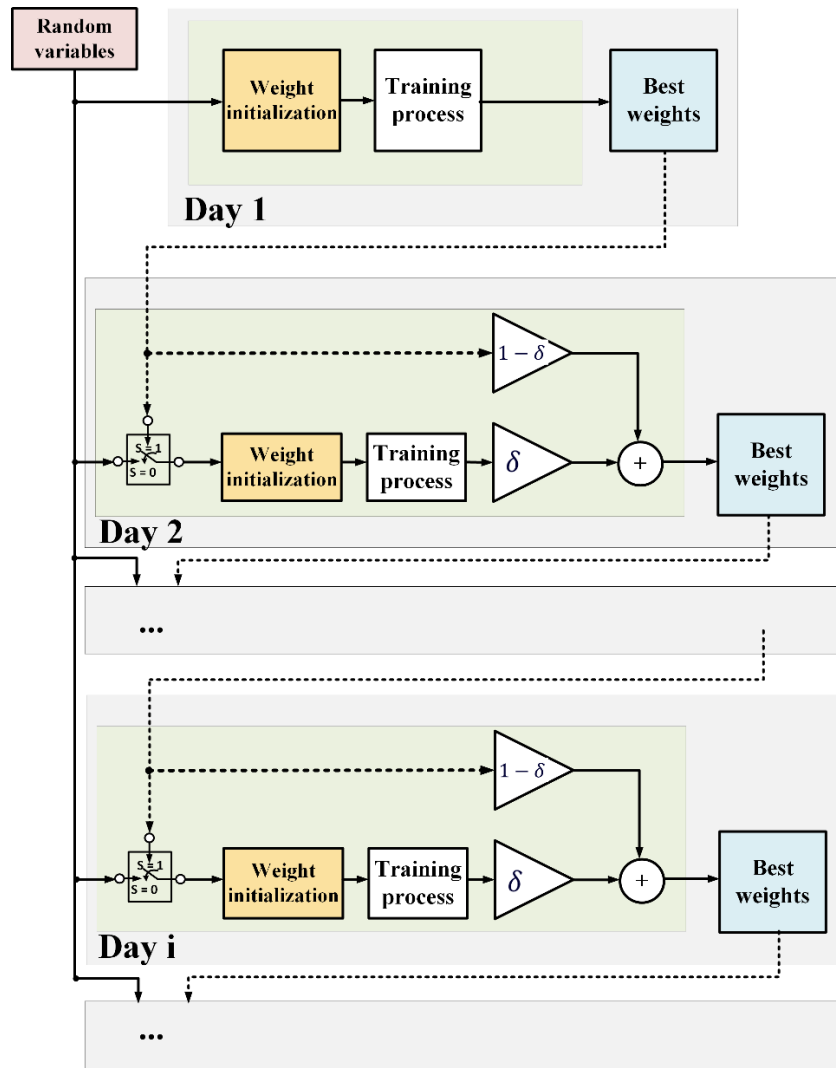 Random
variables
Weight
initialization
Training
process
Best
weights
Day 1
1 − δ
S = 1
S = 0
Weight
initialization
Training
process
δ
+
Best
weights
Day 2
...
1 − δ
S = 1
S = 0
Weight
initialization
Training
process
δ
+
Best
weights
Day i
...